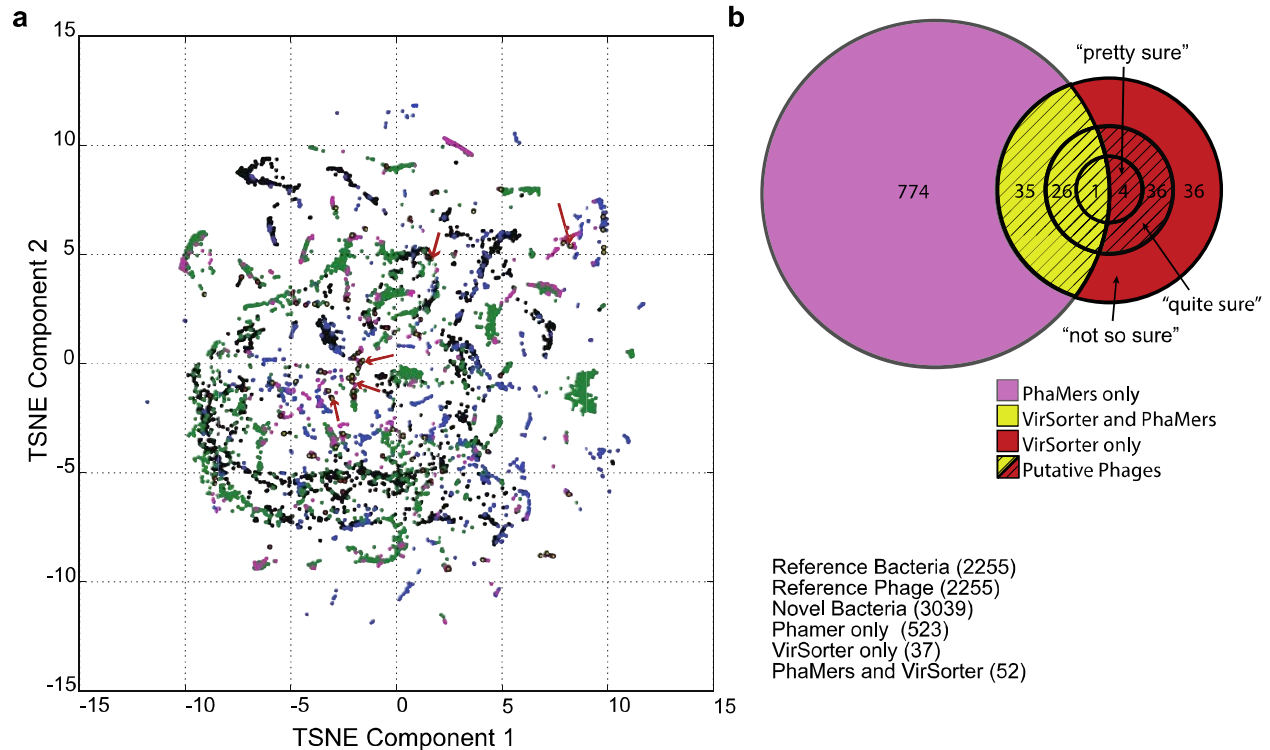 a
15
10
5
0
-5
-10
-15
-15
-10
-5
0
5
10
15
TSNE Component 2
TSNE Component 1
b
“pretty sure”
774
35
26
1
4
36
36
“quite sure”
“not so sure”
PhaMers only
VirSorter and PhaMers
VirSorter only
Putative Phages
Reference Bacteria (2255)
Reference Phage (2255)
Novel Bacteria (3039)
Phamer only (523)
VirSorter only (37)
PhaMers and VirSorter (52)